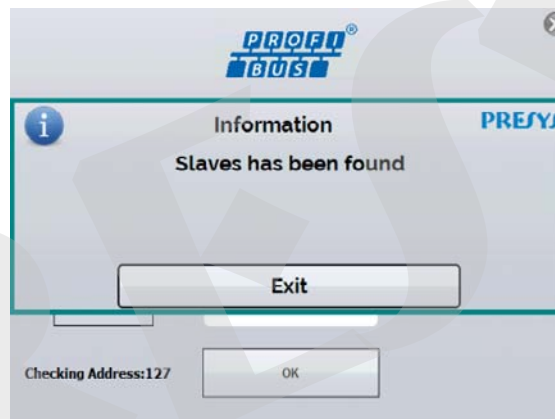 PROFI®
BUS
Information
PRESYS
Slaves has been found
Exit
Checking Address:127
OK